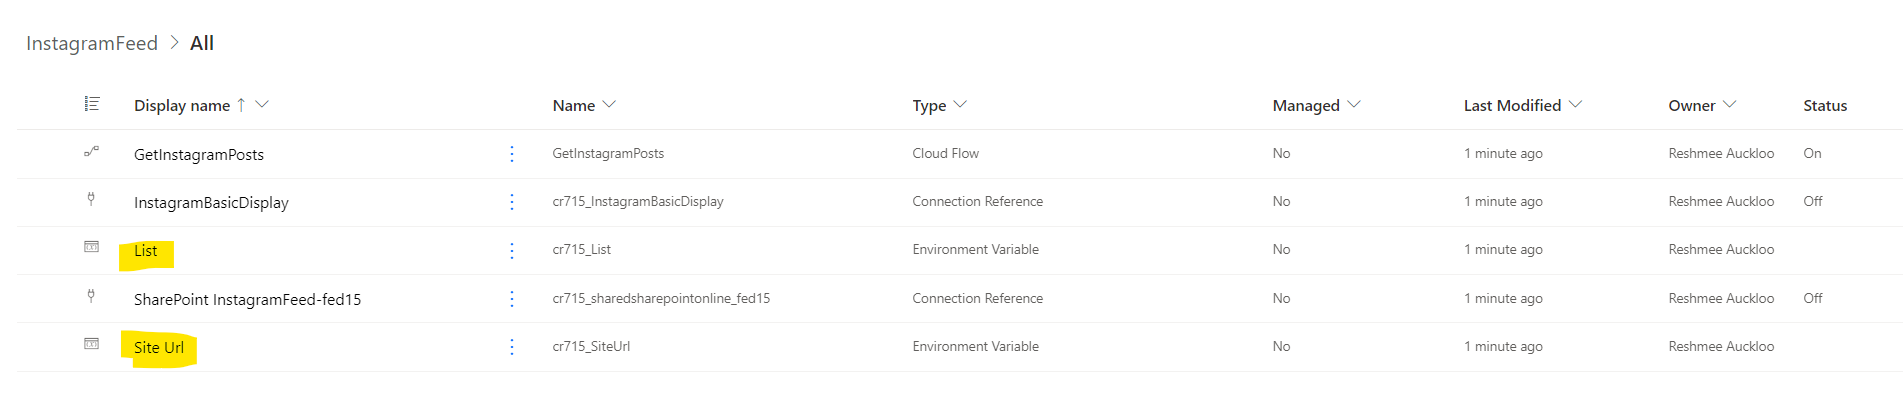 InstagramFeed > All
Display name ↑ Name Type Managed Last Modified Owner Status
GetInstagramPosts GetInstagramPosts Cloud Flow No 1 minute ago Reshmee Auckloo On
InstagramBasicDisplay cr715_InstagramBasicDisplay Connection Reference No 1 minute ago Reshmee Auckloo Off
List cr715_List Environment Variable No 1 minute ago Reshmee Auckloo
SharePoint InstagramFeed-fed15 cr715_sharedsharepointonline_fed15 Connection Reference No 1 minute ago Reshmee Auckloo Off
Site Url cr715_SiteUrl Environment Variable No 1 minute ago Reshmee Auckloo